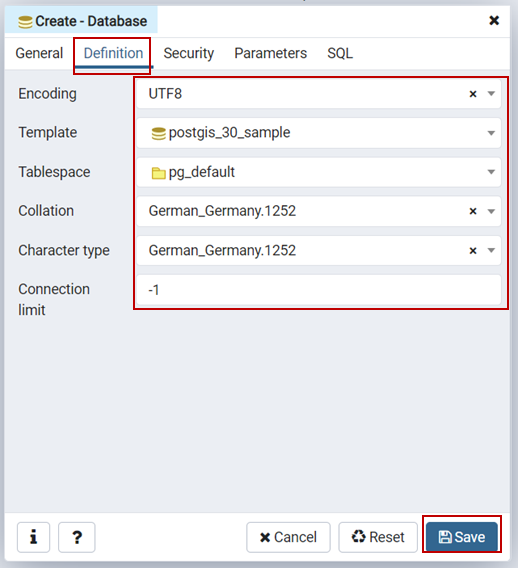 Create - Database
General Definition Security Parameters SQL
Encoding UTF8
Template postgis_30_sample
Tablespace pg_default
Collation German_Germany.1252
Character type German_Germany.1252
Connection
limit -1
i ? Cancel Reset Save